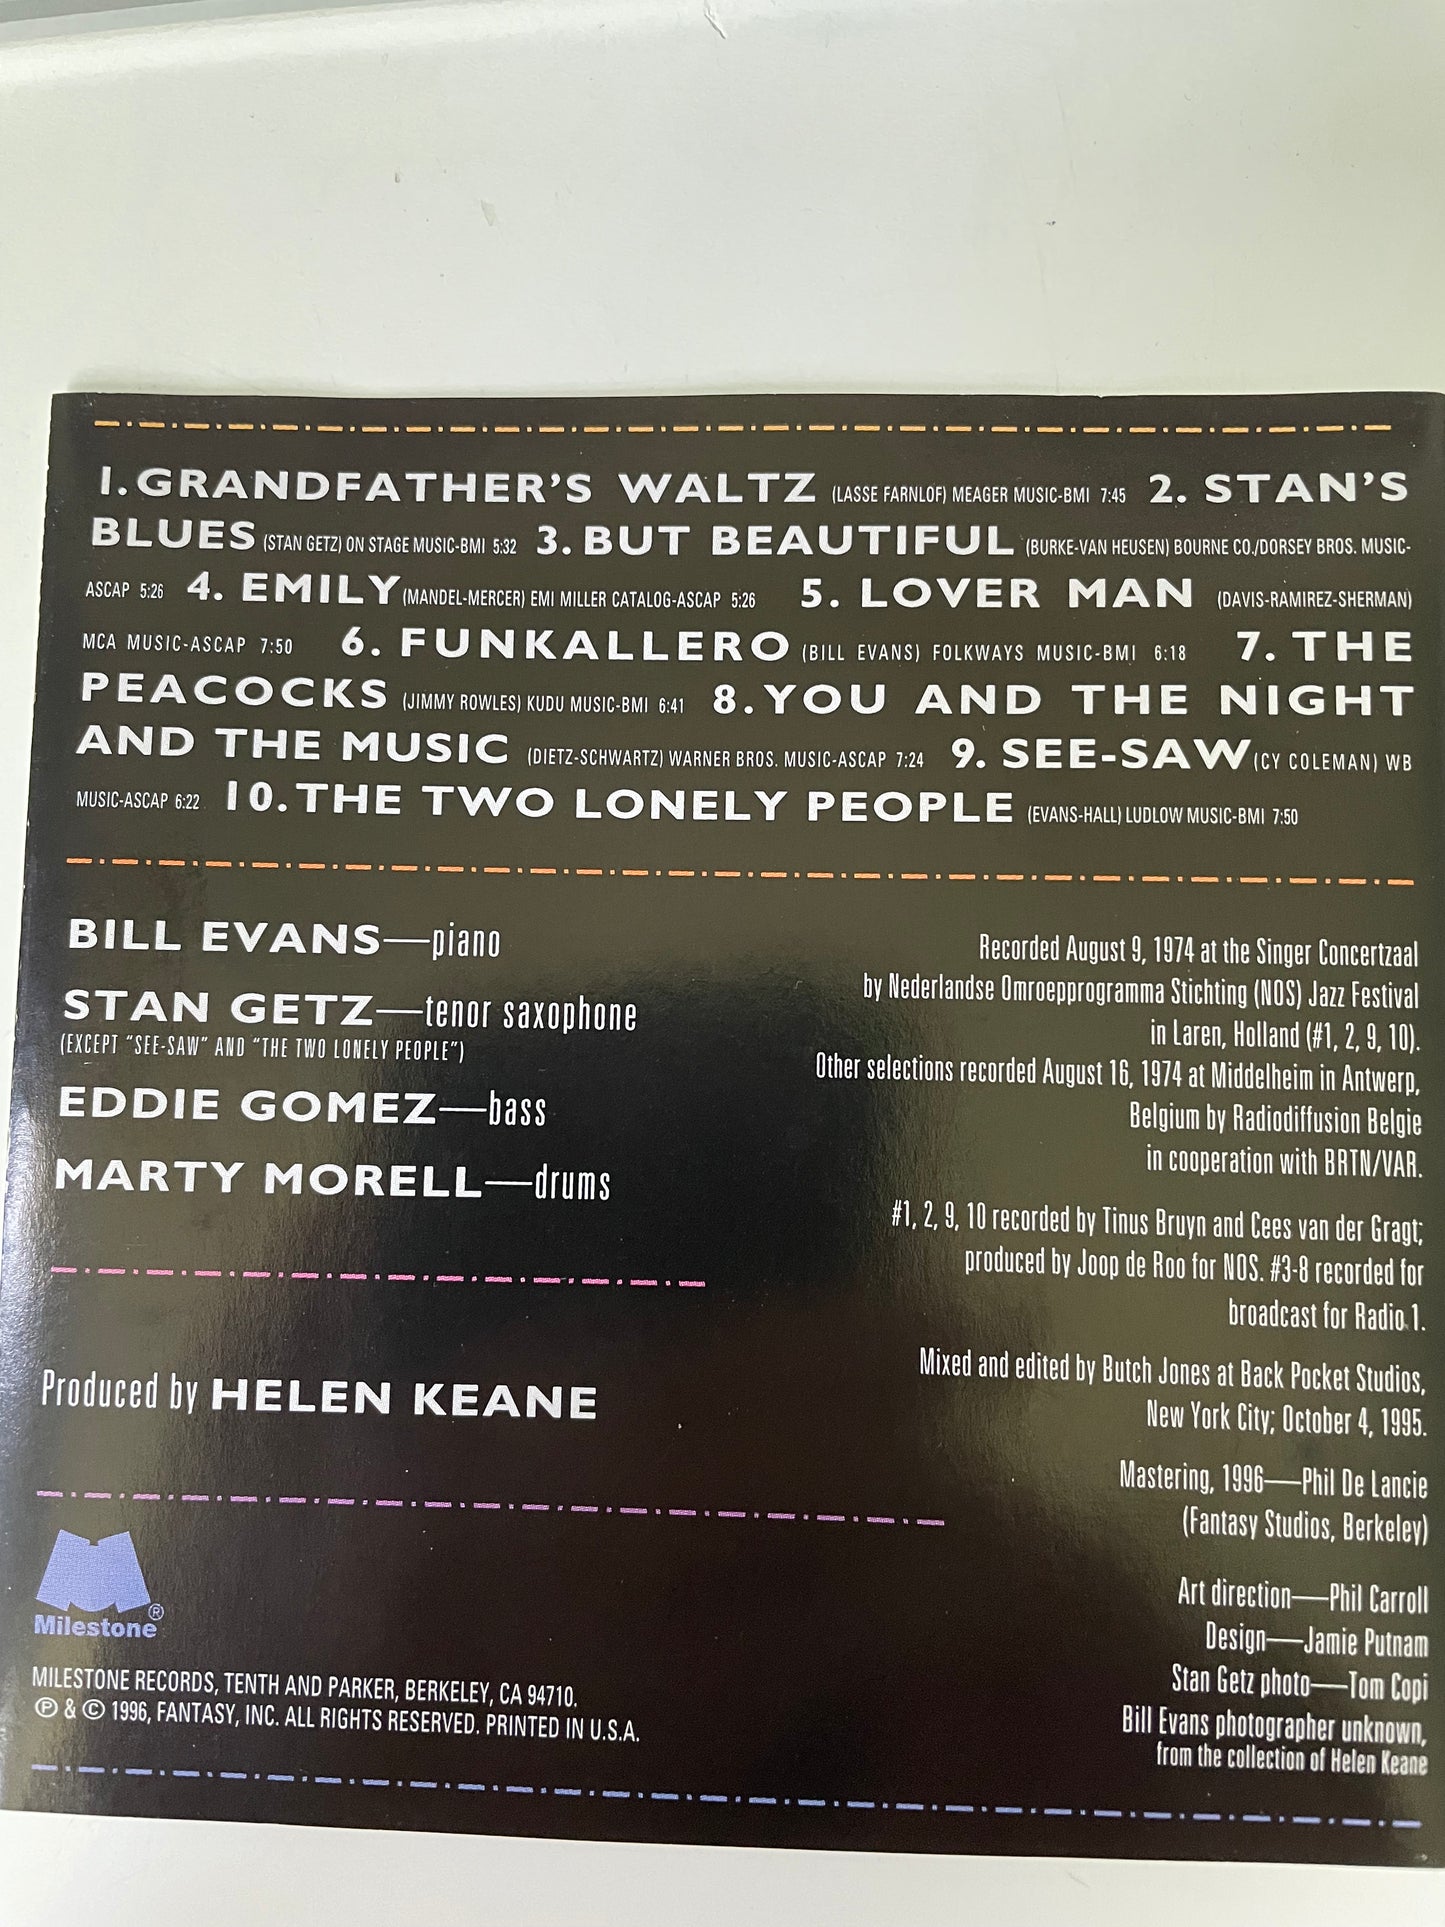 1. GRANDFATHER'S WALTZ (LASSE FARNLOF) MEAGER MUSIC-BMI 7:45 2. STAN'S
BLUES (STAN GETZ) ON STAGE MUSIC-BMI 5:32 3. BUT BEAUTIFUL (BURKE-VAN HEUSEN) BOURNE CO./DORSEY BROS. MUSIC-
ASCAP 5:26 4. EMILY (MANDEL-MERCER) EMI MILLER CATALOG-ASCAP 5:26 5. LOVER MAN (DAVIS-RAMIREZ-SHERMAN)
MCA MUSIC-ASCAP 7:50 6. FUNKALLERO (BILL EVANS) FOLKWAYS MUSIC-BMI 6:18 7. THE
PEACOCKS (JIMMY ROWLES) KUDU MUSIC-BMI 6:41 8. YOU AND THE NIGHT
AND THE MUSIC (DIETZ-SCHWARTZ) WARNER BROS. MUSIC-ASCAP 7:24 9. SEE-SAW (CY COLEMAN) WB
MUSIC-ASCAP 6:22 10. THE TWO LONELY PEOPLE (EVANS-HALL) LUDLOW MUSIC-BMI 7:50
BILL EVANS—piano
STAN GETZ—tenor saxophone
(EXCEPT "SEE-SAW" AND "THE TWO LONELY PEOPLE")
EDDIE GOMEZ—bass
MARTY MORELL—drums
Produced by HELEN KEANE
Milestone®
MILESTONE RECORDS, TENTH AND PARKER, BERKELEY, CA 94710.
℗ & © 1996, FANTASY, INC. ALL RIGHTS RESERVED. PRINTED IN U.S.A.
Recorded August 9, 1974 at the Singer Concertzaal
by Nederlandse Omroepprogramma Stichting (NOS) Jazz Festival
in Laren, Holland (#1, 2, 9, 10).
Other selections recorded August 16, 1974 at Middelheim in Antwerp,
Belgium by Radiodiffusion Belgie
in cooperation with BRTN/VAR.
#1, 2, 9, 10 recorded by Tinus Bruyn and Cees van der Gragt;
produced by Joop de Roo for NOS. #3-8 recorded for
broadcast for Radio 1.
Mixed and edited by Butch Jones at Back Pocket Studios,
New York City; October 4, 1995.
Mastering, 1996—Phil De Lancie
(Fantasy Studios, Berkeley)
Art direction—Phil Carroll
Design—Jamie Putnam
Stan Getz photo—Tom Copi
Bill Evans photographer unknown,
from the collection of Helen Keane